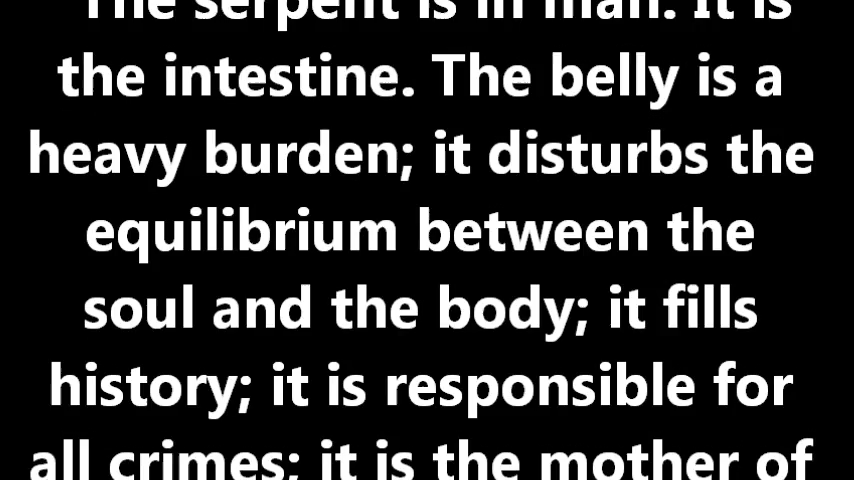 The serpent is in man. It is
the intestine. The belly is a
heavy burden; it disturbs the
equilibrium between the
soul and the body; it fills
history; it is responsible for
all crimes; it is the mother of